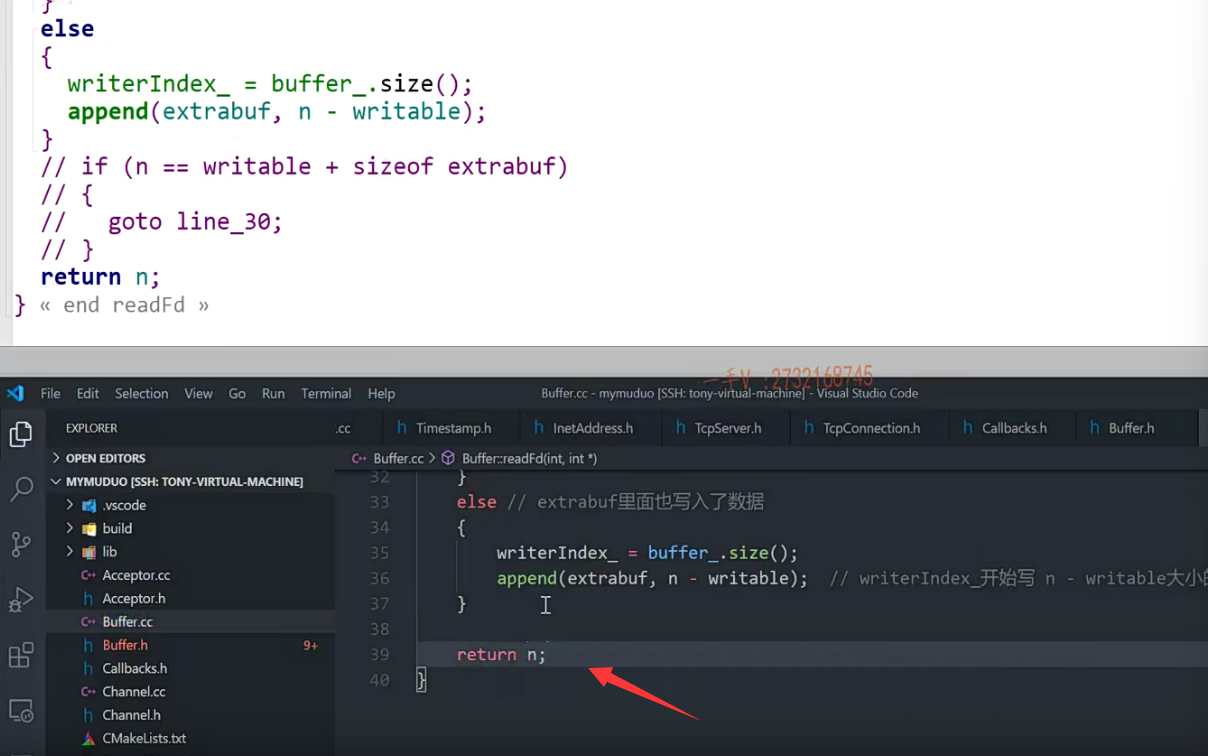 }
else
{
writerIndex_ = buffer_.size();
append(extrabuf, n - writable);
}
// if (n == writable + sizeof extrabuf)
// {
//   goto line_30;
// }
return n;
} « end readFd »
一手V :2732168745
File Edit Selection View Go Run Terminal Help Buffer.cc - mymuduo [SSH: tony-virtual-machine] - Visual Studio Code
EXPLORER .cc h Timestamp.h h InetAddress.h h TcpServer.h h TcpConnection.h h Callbacks.h h Buffer.h
OPEN EDITORS
C++ Buffer.cc > Buffer::readFd(int, int *)
MYMUDUO [SSH: TONY-VIRTUAL-MACHINE]
.vscode
build
lib
C++ Acceptor.cc
h Acceptor.h
C++ Buffer.cc
h Buffer.h 9+
h Callbacks.h
C++ Channel.cc
h Channel.h
CMakeLists.txt
32 }
33 else // extrabuf里面也写入了数据
34 {
35 writerIndex_ = buffer_.size();
36 append(extrabuf, n - writable); // writerIndex_开始写 n - writable大小
37 }
38
39 return n;
40 }